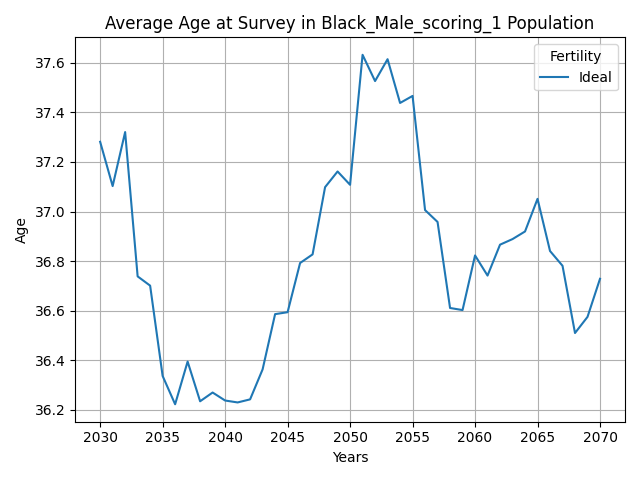 Average Age at Survey in Black_Male_scoring_1 Population
Fertility
Ideal
37.6
37.4
37.2
37.0
36.8
36.6
36.4
36.2
Age
2030 2035 2040 2045 2050 2055 2060 2065 2070
Years